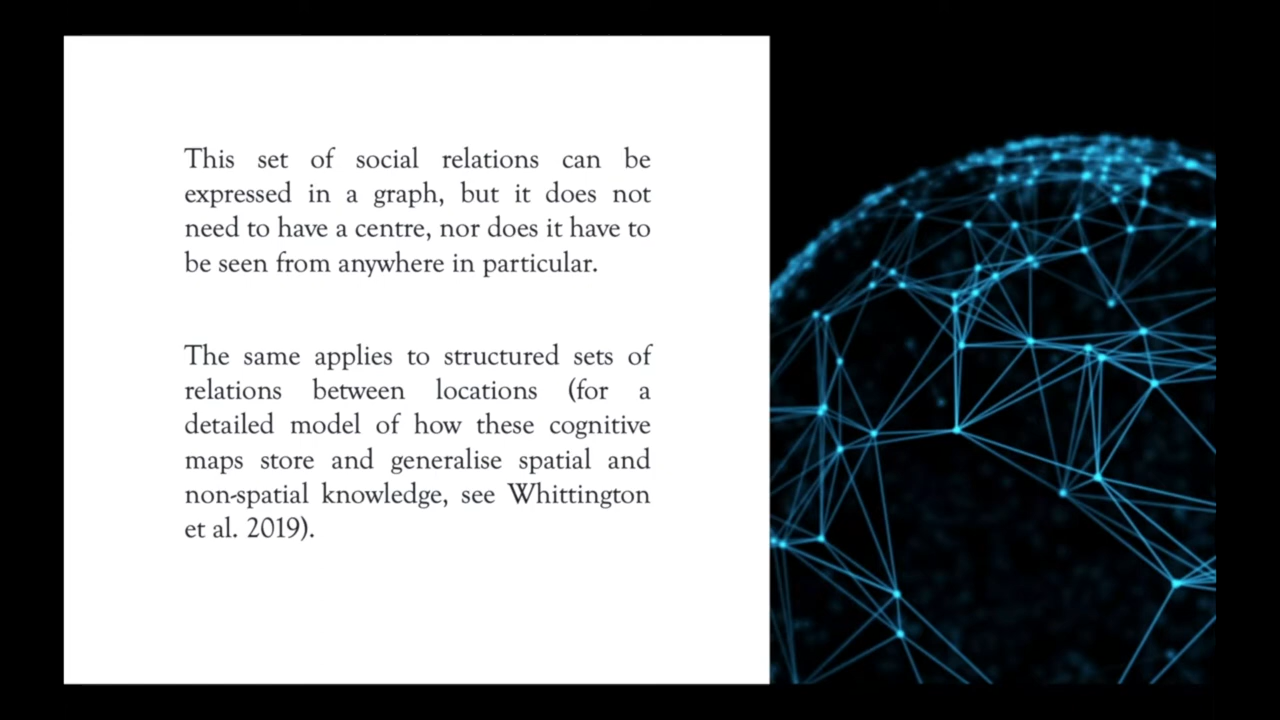 This set of social relations can be
expressed in a graph, but it does not
need to have a centre, nor does it have to
be seen from anywhere in particular.
The same applies to structured sets of
relations between locations (for a
detailed model of how these cognitive
maps store and generalise spatial and
non-spatial knowledge, see Whittington
et al. 2019).